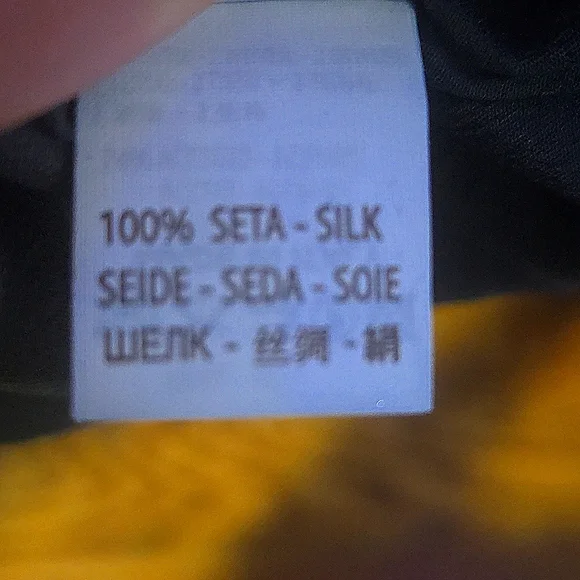 100% SETA - SILK
SEIDE - SEDA - SOIE
ШЕЛК - 丝绸 - 絹